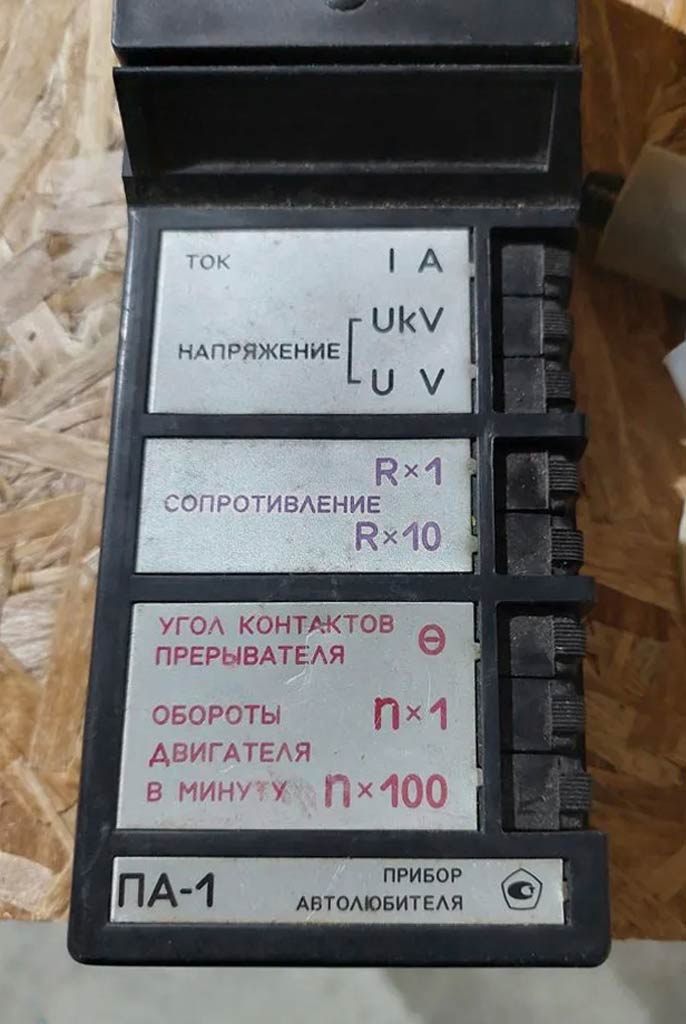 ТОК I A
UkV
НАПРЯЖЕНИЕ
U V
R×1
СОПРОТИВЛЕНИЕ
R×10
УГОЛ КОНТАКТОВ
ПРЕРЫВАТЕЛЯ Θ
ОБОРОТЫ n×1
ДВИГАТЕЛЯ
В МИНУТУ n×100
ПА-1
ПРИБОР
АВТОЛЮБИТЕЛЯ